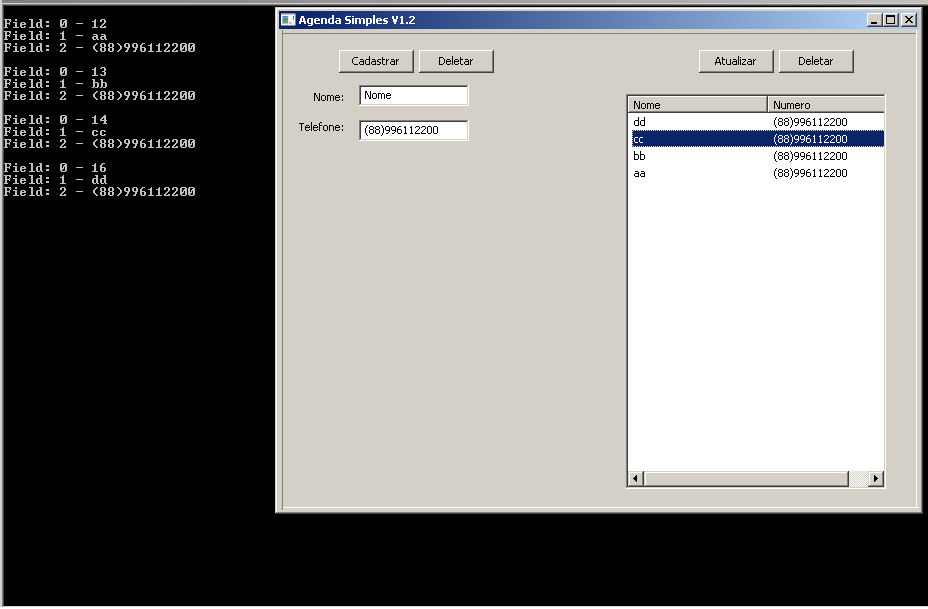 Field: 0 - 12
Field: 1 - aa
Field: 2 - (88)996112200
Field: 0 - 13
Field: 1 - bb
Field: 2 - (88)996112200
Field: 0 - 14
Field: 1 - cc
Field: 2 - (88)996112200
Field: 0 - 16
Field: 1 - dd
Field: 2 - (88)996112200
Agenda Simples V1.2
Cadastrar Deletar
Nome: Nome
Telefone: (88)996112200
Atualizar Deletar
Nome Numero
dd (88)996112200
cc (88)996112200
bb (88)996112200
aa (88)996112200